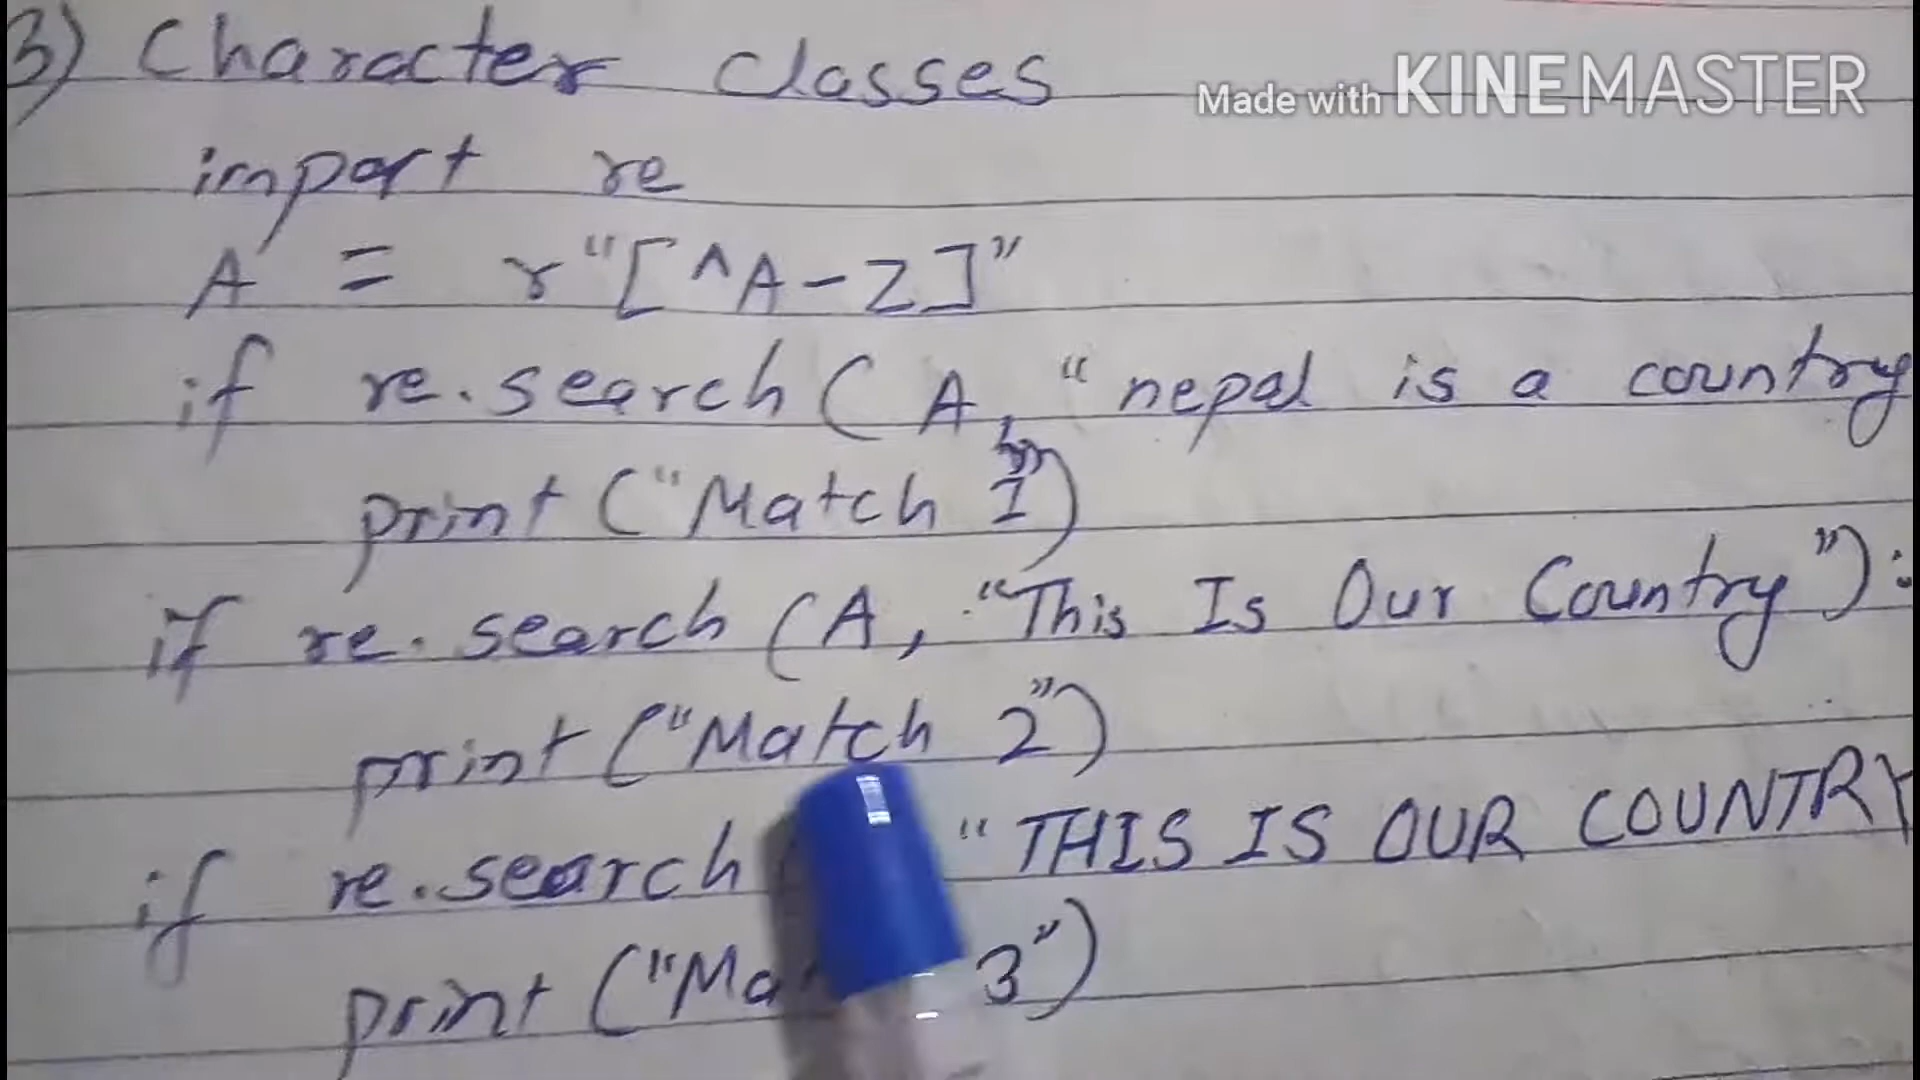 3) Character classes
Made with KINEMASTER
import re
A = r"[^A-Z]"
if re.search(A, "nepal is a country
print("Match 1")
if re.search(A, "This Is Our Country"):
print("Match 2")
if re.search( "THIS IS OUR COUNTRY
print("Ma 3")